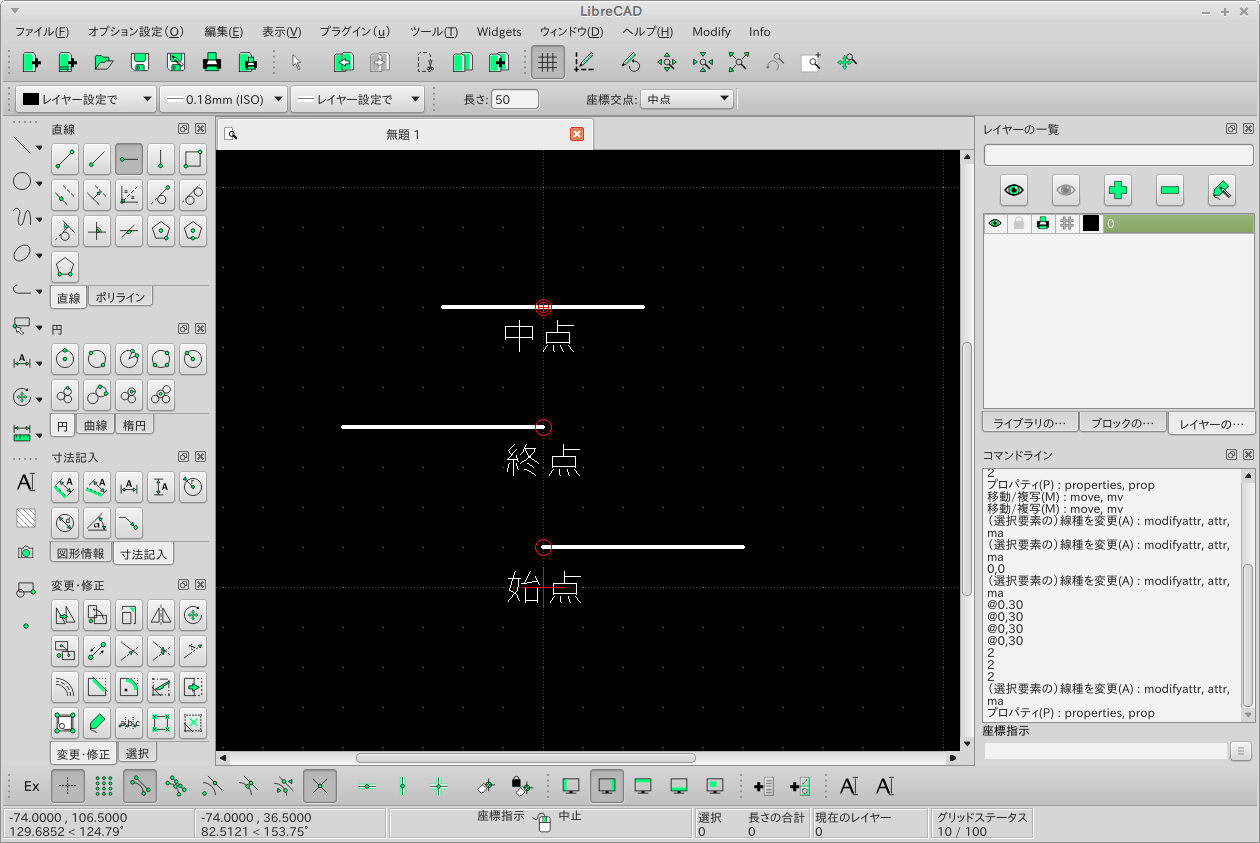 LibreCAD
ファイル(F) オプション設定(O) 編集(E) 表示(V) プラグイン(u) ツール(T) Widgets ウィンドウ(D) ヘルプ(H) Modify Info
レイヤー設定で 0.18mm (ISO) レイヤー設定で 長さ: 50 座標交点: 中点
直線
無題 1
直線 ポリライン
円
円 曲線 楕円
寸法記入
図形情報 寸法記入
変更・修正
変更・修正 選択
中点
終点
始点
レイヤーの一覧
0
ライブラリの… ブロックの… レイヤーの…
コマンドライン
2
プロパティ(P) : properties, prop
移動/複写(M) : move, mv
移動/複写(M) : move, mv
(選択要素の)線種を変更(A) : modifyattr, attr,
ma
(選択要素の)線種を変更(A) : modifyattr, attr,
ma
0,0
(選択要素の)線種を変更(A) : modifyattr, attr,
ma
@0.30
@0,30
@0,30
@0,30
2
2
2
(選択要素の)線種を変更(A) : modifyattr, attr,
ma
プロパティ(P) : properties, prop
座標指示
Ex
-74.0000 , 106.5000
129.6852 < 124.79°
-74.0000 , 36.5000
82.5121 < 153.75°
座標指示 中止
選択 長さの合計
0 0
現在のレイヤー
0
グリッドステータス
10 / 100